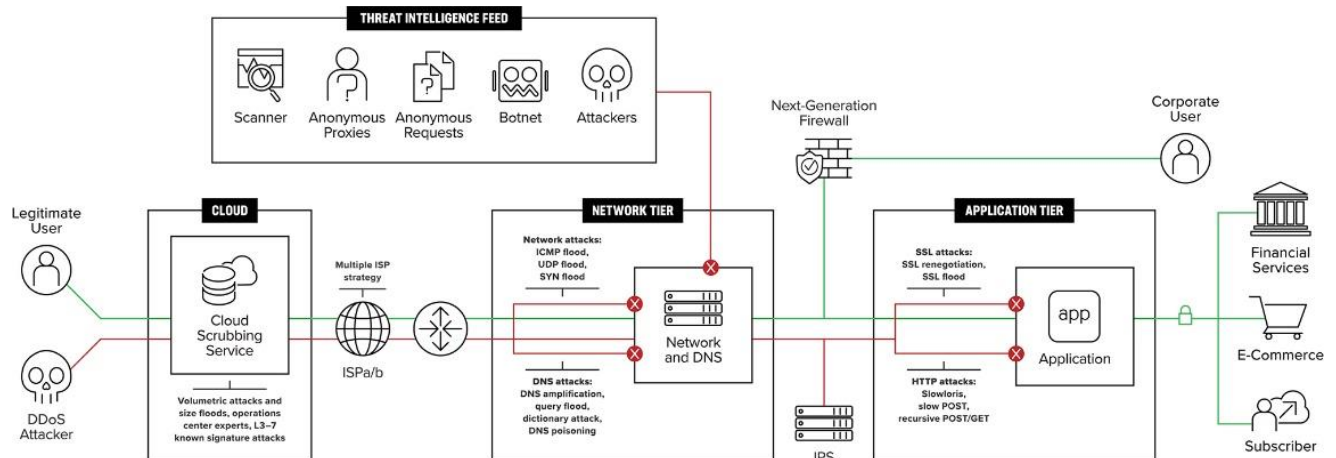 THREAT INTELLIGENCE FEED
Scanner
Anonymous
Proxies
Anonymous
Requests
Botnet
Attackers
Next-Generation
Firewall
Corporate
User
Legitimate
User
DDoS
Attacker
CLOUD
Cloud
Scrubbing
Service
Volumetric attacks and
size floods, operations
center experts, L3–7
known signature attacks
Multiple ISP
strategy
ISPa/b
NETWORK TIER
Network attacks:
ICMP flood,
UDP flood,
SYN flood
DNS attacks:
DNS amplification,
query flood,
dictionary attack,
DNS poisoning
Network
and DNS
IPS
APPLICATION TIER
SSL attacks:
SSL renegotiation,
SSL flood
HTTP attacks:
Slowloris,
slow POST,
recursive POST/GET
app
Application
Financial
Services
E-Commerce
Subscriber